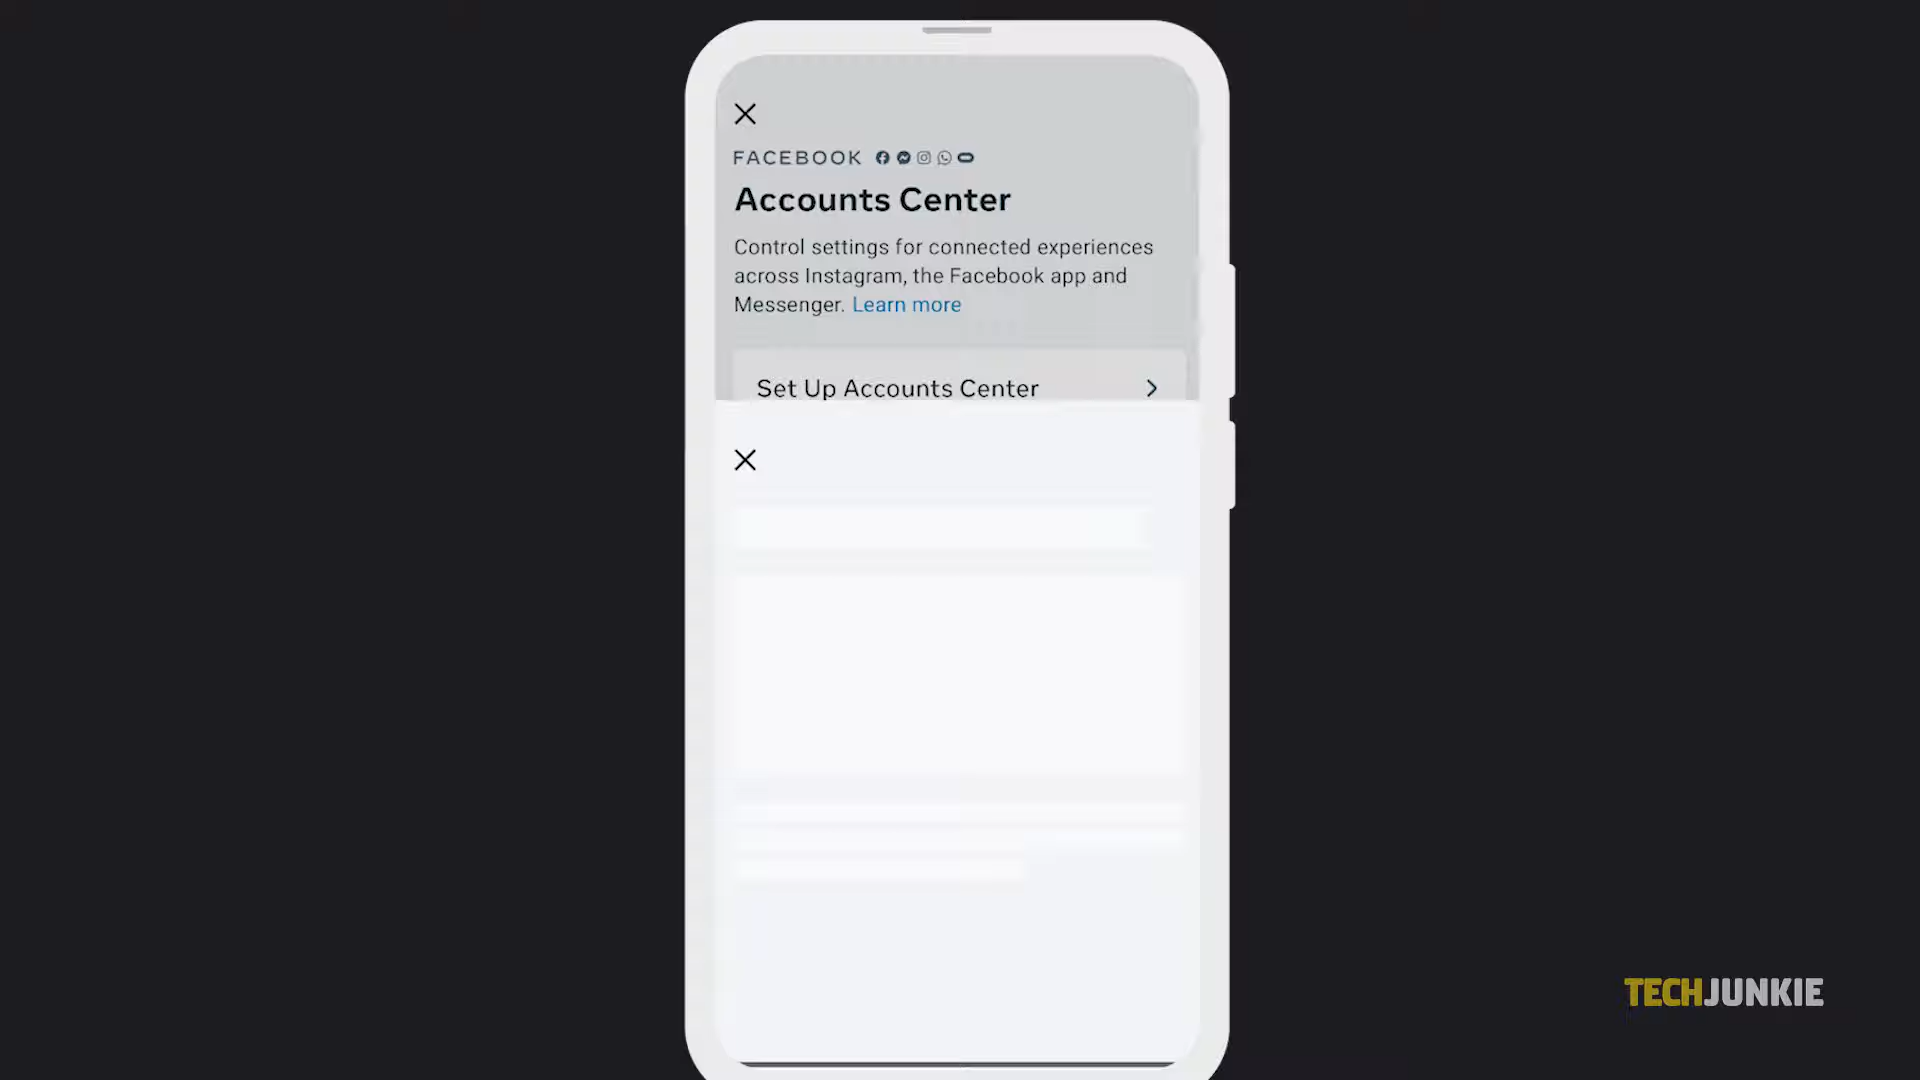 FACEBOOK
Accounts Center
Control settings for connected experiences
across Instagram, the Facebook app and
Messenger. Learn more
Set Up Accounts Center
TECHJUNKIE